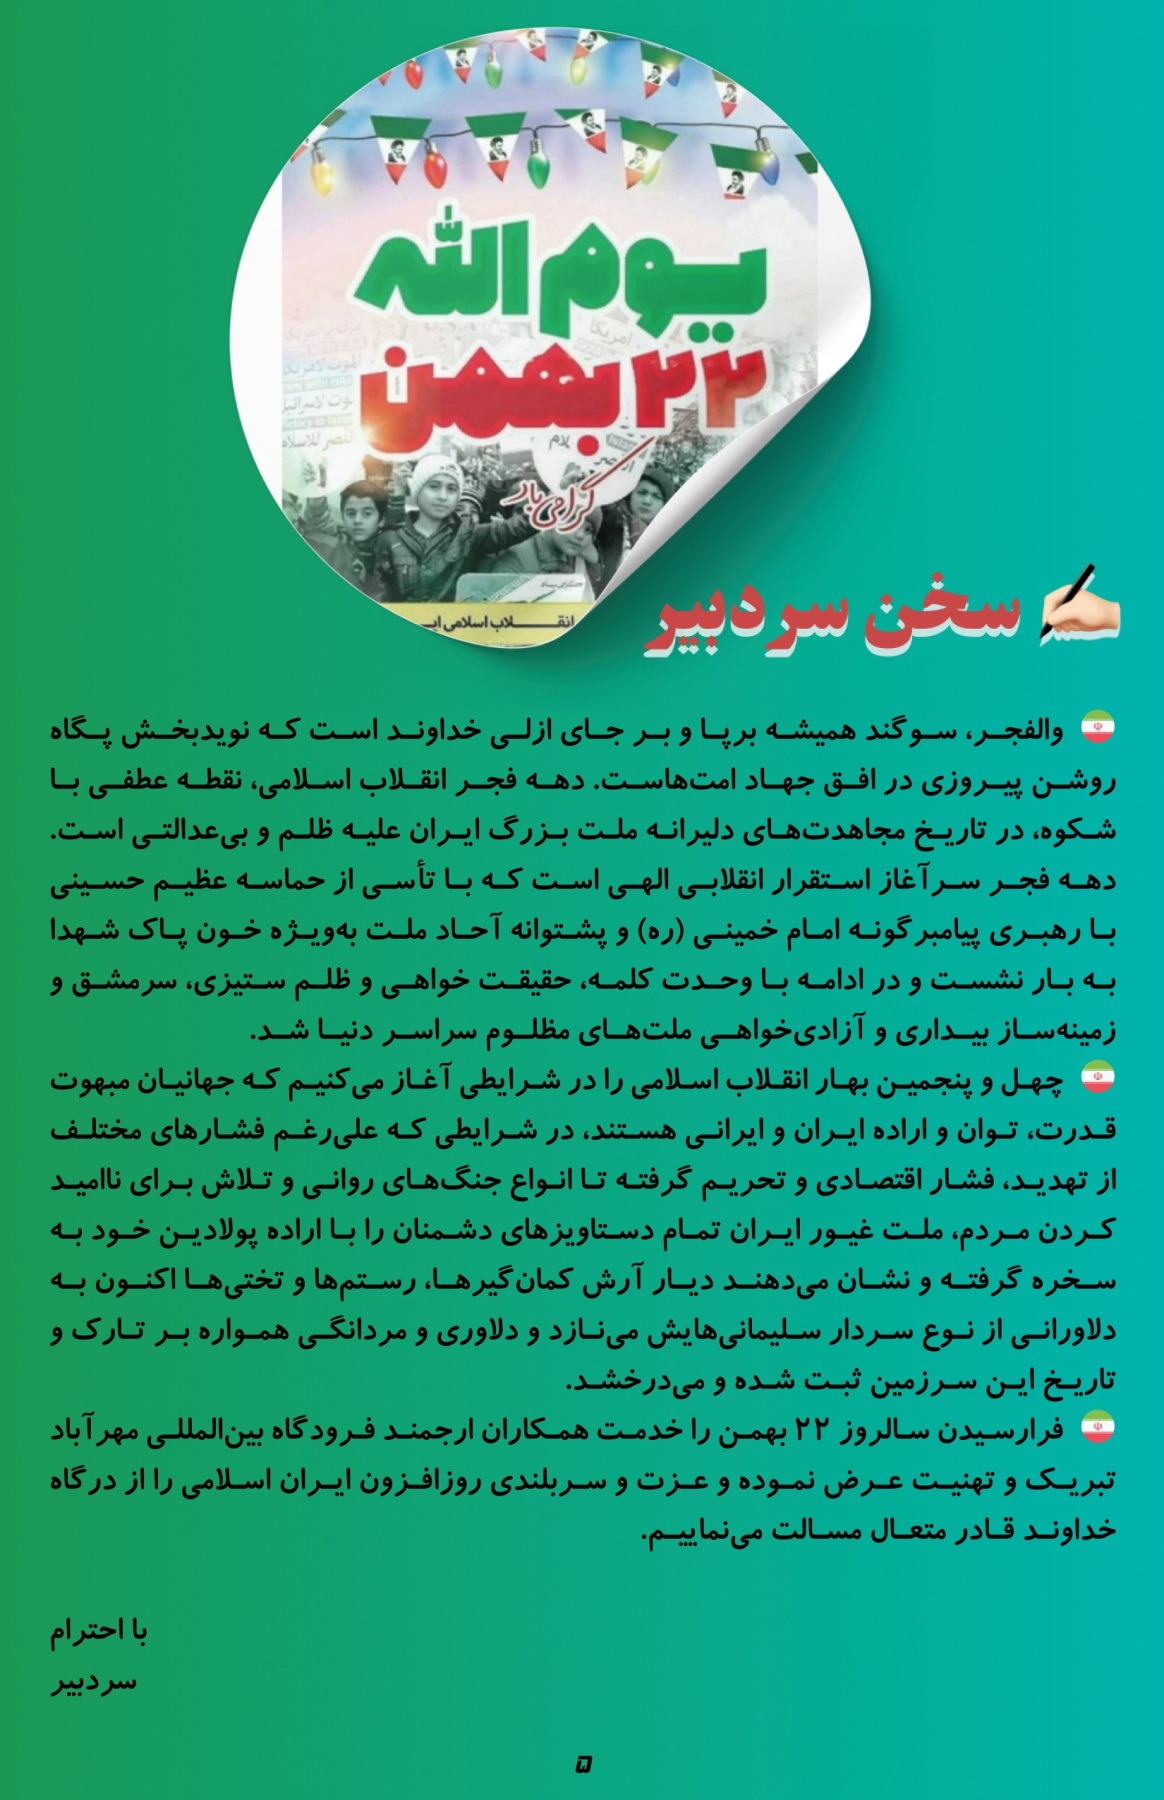 یوم الله
۲۲ بهمن
گرامی باد
انقلاب اسلامی
سخن سردبیر
والفجر، سوگند همیشه برپا و بر جای ازلی خداوند است که نویدبخش پگاه
روشن پیروزی در افق جهاد امت‌هاست. دهه فجر انقلاب اسلامی، نقطه عطفی با
شکوه، در تاریخ مجاهدت‌های دلیرانه ملت بزرگ ایران علیه ظلم و بی‌عدالتی است.
دهه فجر سرآغاز استقرار انقلابی الهی است که با تأسی از حماسه عظیم حسینی
با رهبری پیامبرگونه امام خمینی (ره) و پشتوانه آحاد ملت به‌ویژه خون پاک شهدا
به بار نشست و در ادامه با وحدت کلمه، حقیقت خواهی و ظلم ستیزی، سرمشق و
زمینه‌ساز بیداری و آزادی‌خواهی ملت‌های مظلوم سراسر دنیا شد.
چهل و پنجمین بهار انقلاب اسلامی را در شرایطی آغاز می‌کنیم که جهانیان مبهوت
قدرت، توان و اراده ایران و ایرانی هستند، در شرایطی که علی‌رغم فشارهای مختلف
از تهدید، فشار اقتصادی و تحریم گرفته تا انواع جنگ‌های روانی و تلاش برای ناامید
کردن مردم، ملت غیور ایران تمام دستاویزهای دشمنان را با اراده پولادین خود به
سخره گرفته و نشان می‌دهند دیار آرش کمان‌گیرها، رستم‌ها و تختی‌ها اکنون به
دلاورانی از نوع سردار سلیمانی‌هایش می‌نازد و دلاوری و مردانگی همواره بر تارک و
تاریخ این سرزمین ثبت شده و می‌درخشد.
فرارسیدن سالروز ۲۲ بهمن را خدمت همکاران ارجمند فرودگاه بین‌المللی مهرآباد
تبریک و تهنیت عرض نموده و عزت و سربلندی روزافزون ایران اسلامی را از درگاه
خداوند قادر متعال مسالت می‌نماییم.
با احترام
سردبیر
۵